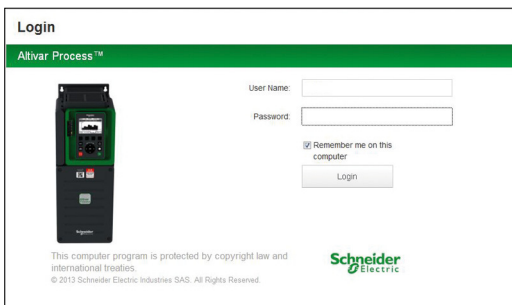 Login
Altivar Process™
User Name:
Password:
Remember me on this
computer
Login
Schneider
This computer program is protected by copyright law and
international treaties.
© 2013 Schneider Electric Industries SAS. All Rights Reserved.
Schneider
Electric